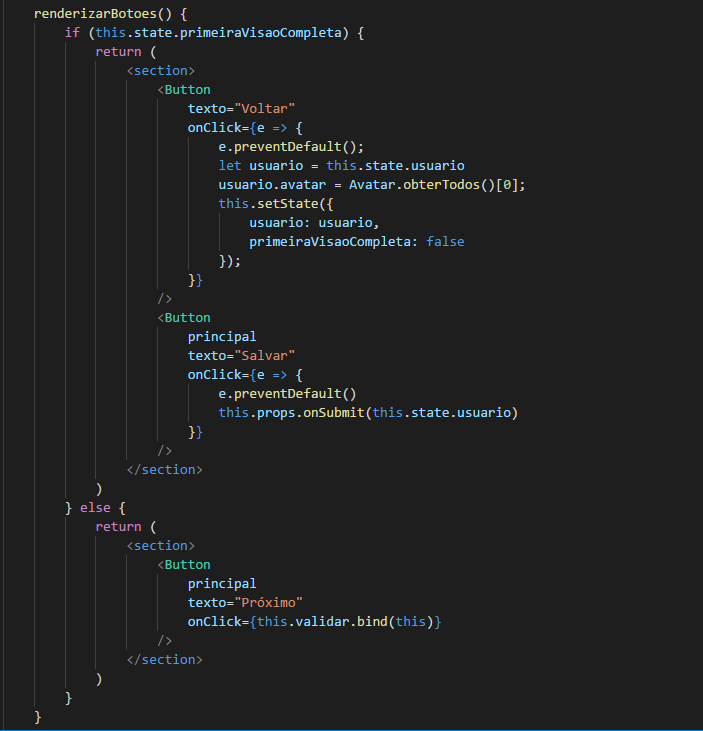 renderizarBotoes() {
    if (this.state.primeiraVisaoCompleta) {
        return (
            <section>
                <Button
                    texto="Voltar"
                    onClick={e => {
                        e.preventDefault();
                        let usuario = this.state.usuario
                        usuario.avatar = Avatar.obterTodos()[0];
                        this.setState({
                            usuario: usuario,
                            primeiraVisaoCompleta: false
                        });
                    }}
                />
                <Button
                    principal
                    texto="Salvar"
                    onClick={e => {
                        e.preventDefault()
                        this.props.onSubmit(this.state.usuario)
                    }}
                />
            </section>
        )
    } else {
        return (
            <section>
                <Button
                    principal
                    texto="Próximo"
                    onClick={this.validar.bind(this)}
                />
            </section>
        )
    }
}